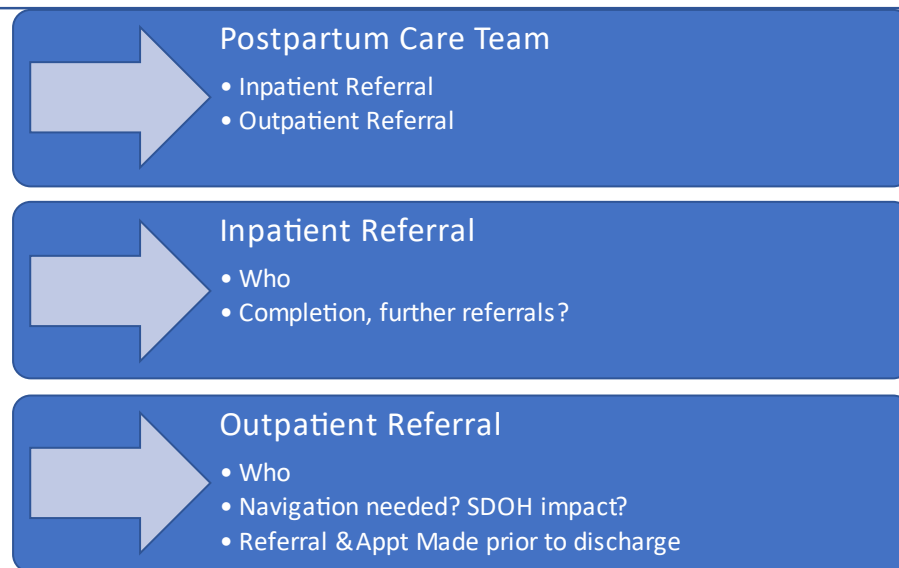 Postpartum Care Team
• Inpatient Referral
• Outpatient Referral
Inpatient Referral
• Who
• Completion, further referrals?
Outpatient Referral
• Who
• Navigation needed? SDOH impact?
• Referral & Appt Made prior to discharge